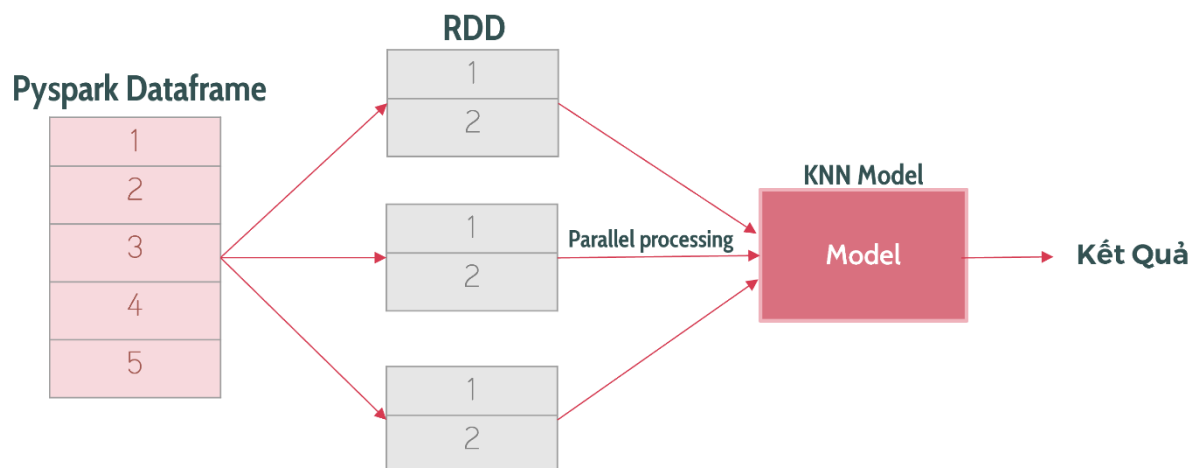 Pyspark Dataframe
1
2
3
4
5
RDD
1
2
1
2
1
2
Parallel processing
KNN Model
Model
Kết Quả